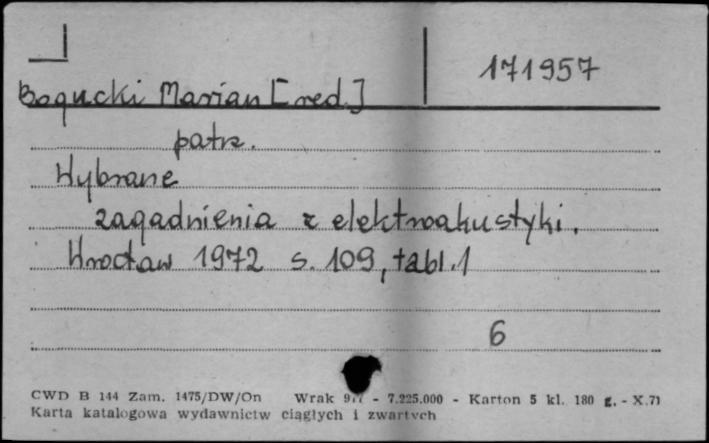 171957
Bogucki Marian [red.]
patrz.
Wybrane
zagadnienia z elektroakustyki.
Wrocław 1972 s. 109, tabl. 1
6
CWD B 144 Zam. 1475/DW/On Wrak - 7.225.000 - Karton 5 kl. 180 g. - X.71
Karta katalogowa wydawnictw ciągłych i zwartych